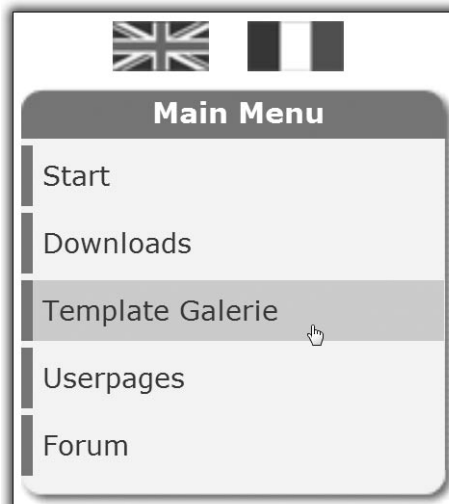 Main Menu
Start
Downloads
Template Galerie
Userpages
Forum